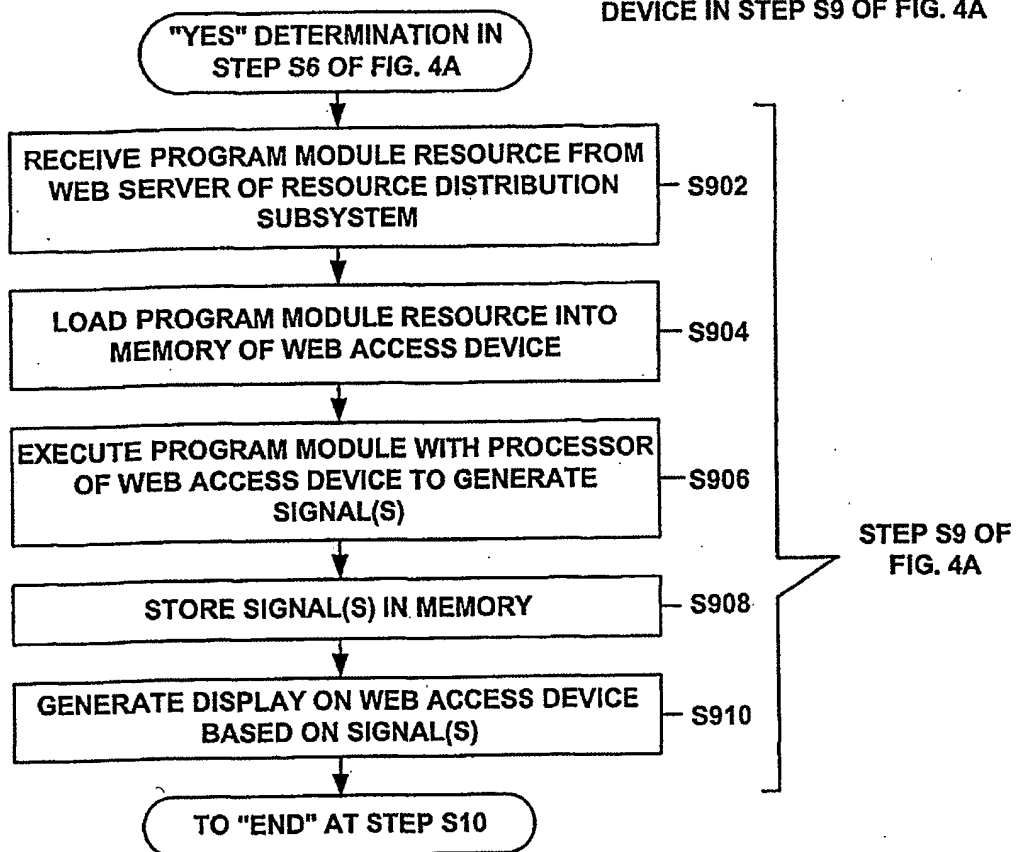 DEVICE IN STEP S9 OF FIG. 4A
"YES" DETERMINATION IN
STEP S6 OF FIG. 4A
RECEIVE PROGRAM MODULE RESOURCE FROM
WEB SERVER OF RESOURCE DISTRIBUTION
SUBSYSTEM
S902
LOAD PROGRAM MODULE RESOURCE INTO
MEMORY OF WEB ACCESS DEVICE
S904
EXECUTE PROGRAM MODULE WITH PROCESSOR
OF WEB ACCESS DEVICE TO GENERATE
SIGNAL(S)
S906
STEP S9 OF
FIG. 4A
STORE SIGNAL(S) IN MEMORY
S908
GENERATE DISPLAY ON WEB ACCESS DEVICE
BASED ON SIGNAL(S)
S910
TO "END" AT STEP S10